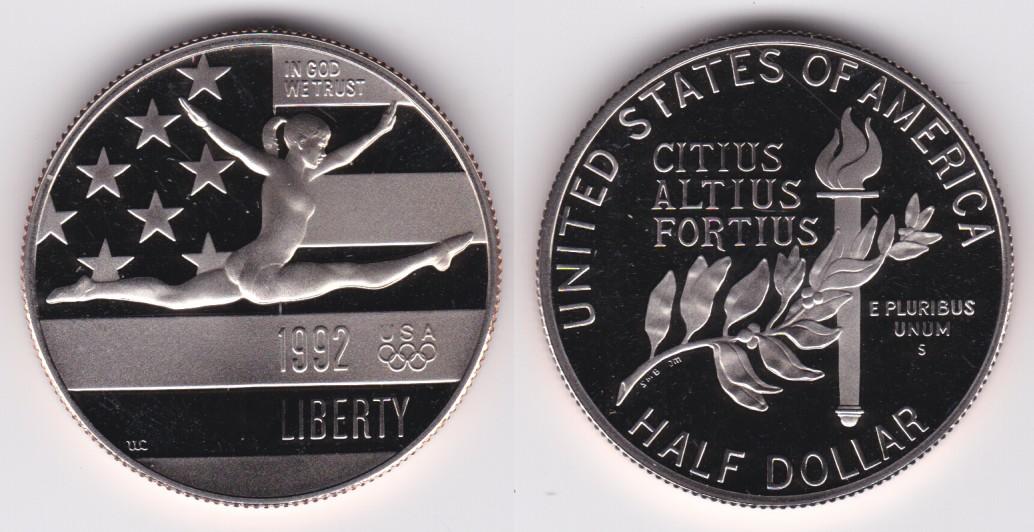 IN GOD
WE TRUST
1992
USA
LIBERTY
UNITED STATES OF AMERICA
CITIUS
ALTIUS
FORTIUS
E PLURIBUS
UNUM
S
HALF DOLLAR